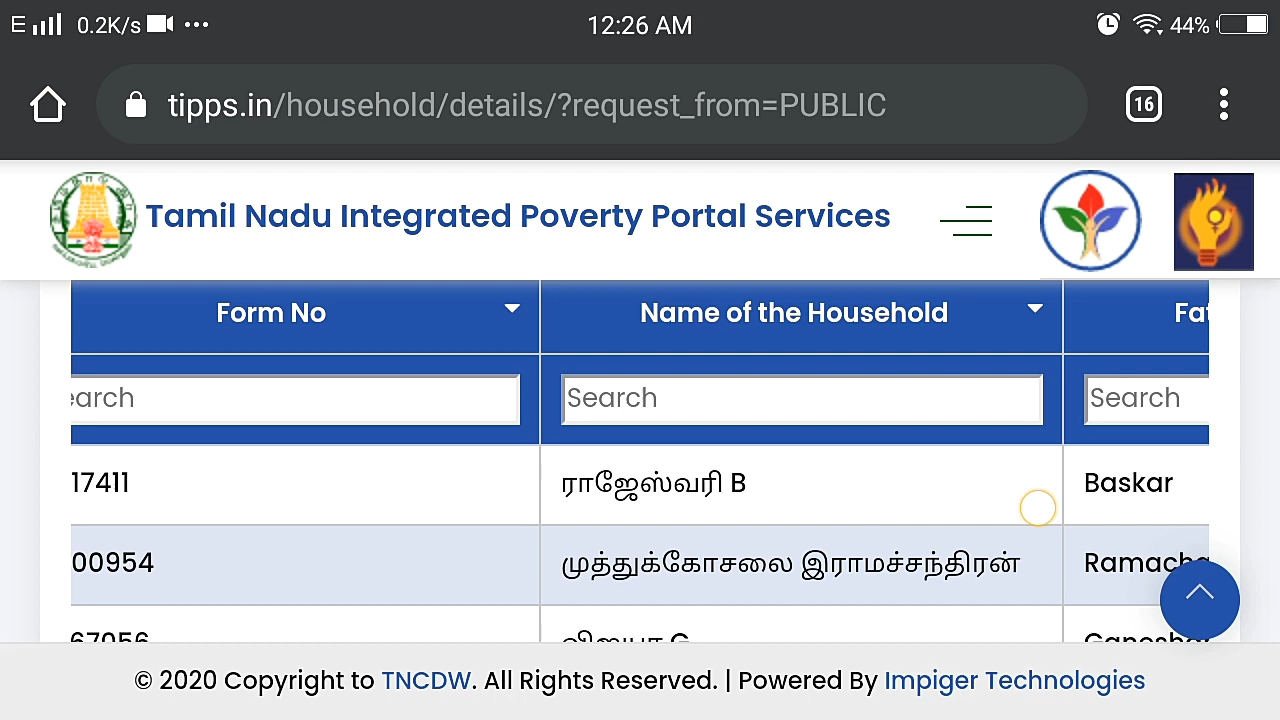 0.2K/s 12:26 AM 44%
tipps.in/household/details/?request_from=PUBLIC 16
Tamil Nadu Integrated Poverty Portal Services
Form No Name of the Household
earch Search Search
17411 ராஜேஸ்வரி B Baskar
00954 முத்துக்கோசலை இராமச்சந்திரன்
© 2020 Copyright to TNCDW. All Rights Reserved. | Powered By Impiger Technologies